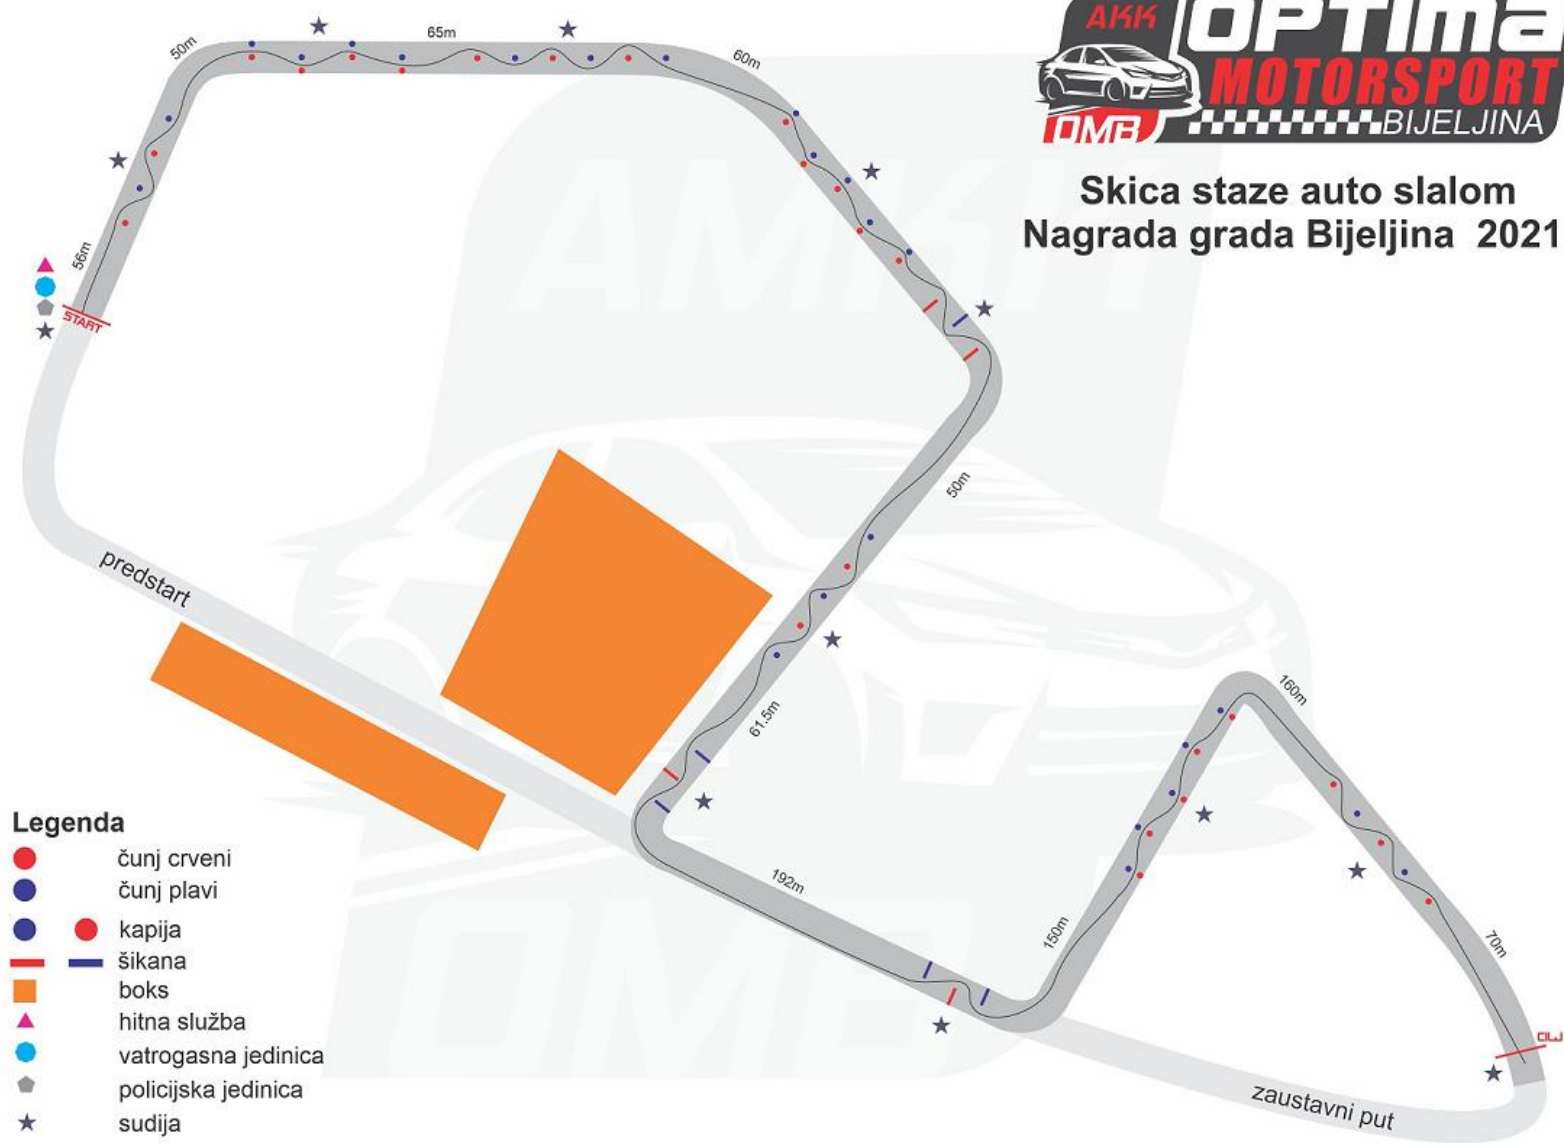 AKK
OPTIMA
MOTORSPORT
OMB
BIJELJINA
Skica staze auto slalom
Nagrada grada Bijeljina 2021
50m
65m
60m
56m
START
50m
predstart
61.5m
192m
150m
160m
70m
CILJ
zaustavni put
Legenda
čunj crveni
čunj plavi
kapija
šikana
boks
hitna služba
vatrogasna jedinica
policijska jedinica
sudija